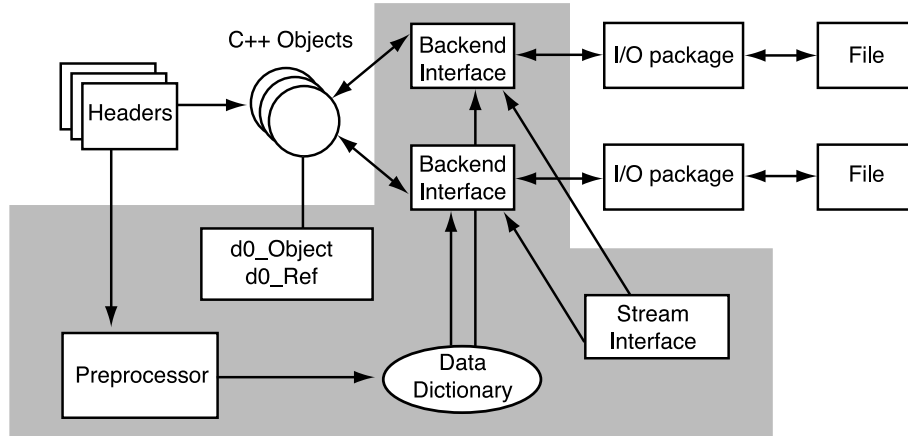 C++ Objects
Backend
Interface
I/O package
File
Headers
Backend
Interface
I/O package
File
d0_Object
d0_Ref
Stream
Interface
Preprocessor
Data
Dictionary